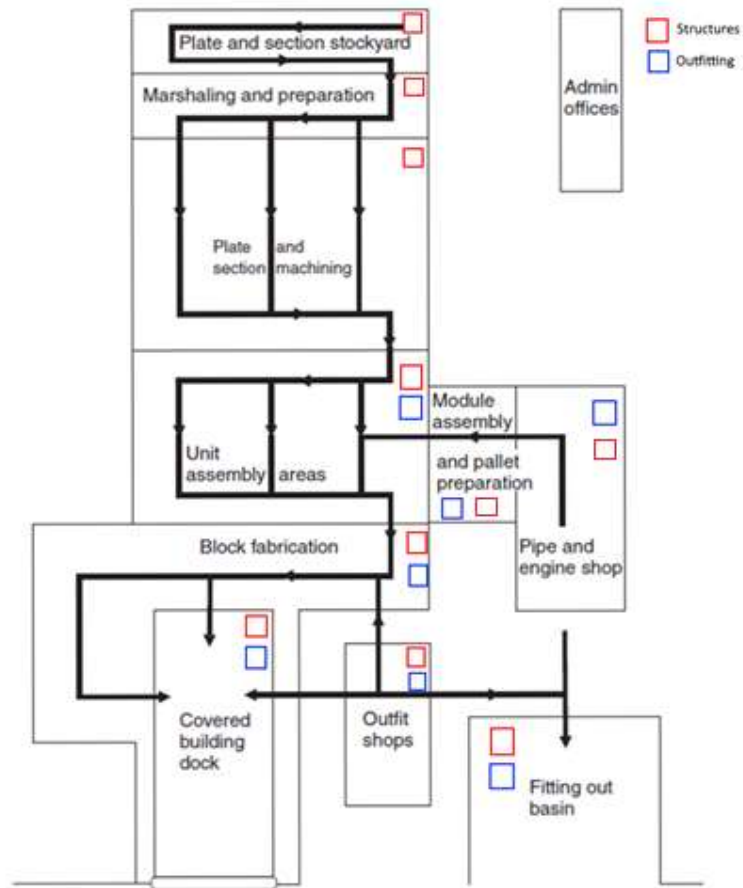 Plate and section stockyard
Structures
Outfitting
Admin
offices
Marshaling and preparation
Plate and
section machining
Module
assembly
and pallet
preparation
Unit
assembly areas
Block fabrication
Pipe and
engine shop
Covered
building
dock
Outfit
shops
Fitting out
basin